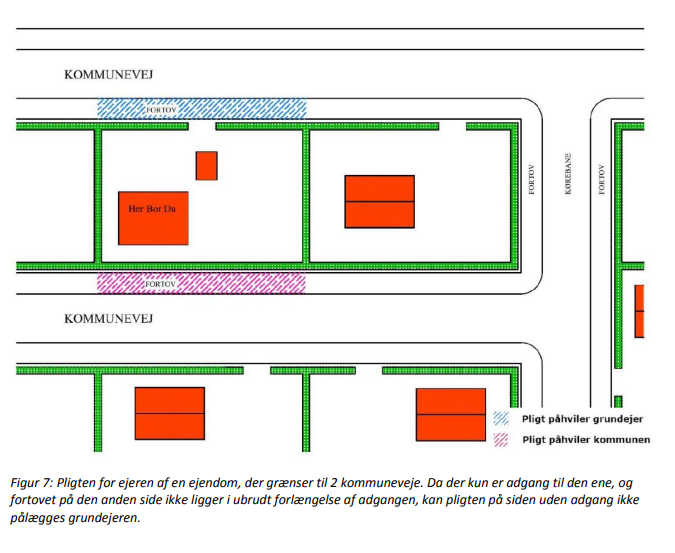 KOMMUNEVEJ
FORTOV
Her Bor Du
FORTOV
KØREBANE
FORTOV
FORTOV
KOMMUNEVEJ
Pligt påhviler grundejer
Pligt påhviler kommunen
Figur 7: Pligten for ejeren af en ejendom, der grænser til 2 kommuneveje. Da der kun er adgang til den ene, og
fortovet på den anden side ikke ligger i ubrudt forlængelse af adgangen, kan pligten på siden uden adgang ikke
pålægges grundejeren.